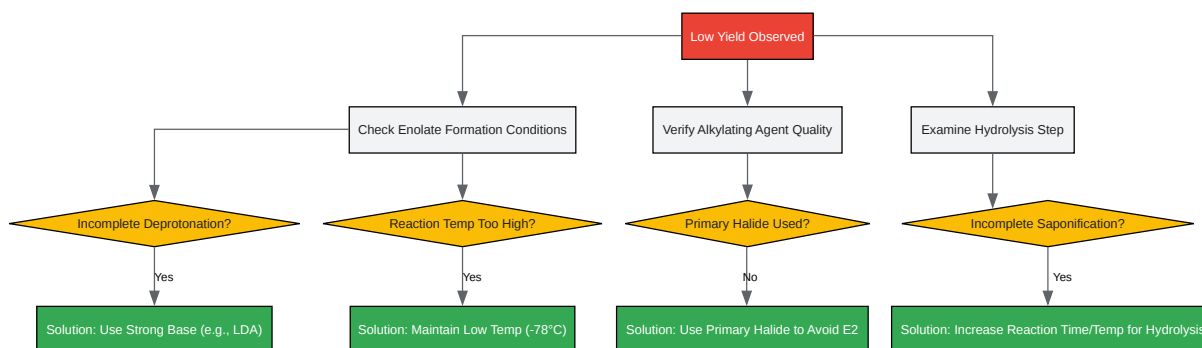 Low Yield Observed
Check Enolate Formation Conditions
Verify Alkylating Agent Quality
Examine Hydrolysis Step
Incomplete Deprotonation?
Reaction Temp Too High?
Primary Halide Used?
Incomplete Saponification?
Yes
Yes
No
Yes
Solution: Use Strong Base (e.g., LDA)
Solution: Maintain Low Temp (-78°C)
Solution: Use Primary Halide to Avoid E2
Solution: Increase Reaction Time/Temp for Hydrolysis